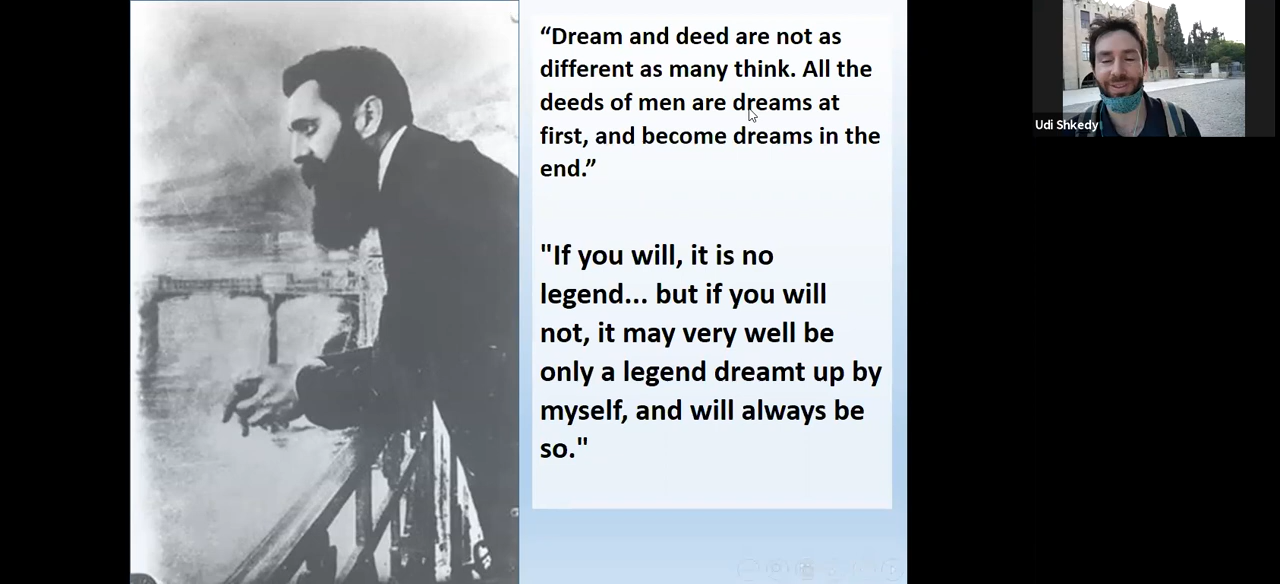 “Dream and deed are not as
different as many think. All the
deeds of men are dreams at
first, and become dreams in the
end.”
"If you will, it is no
legend... but if you will
not, it may very well be
only a legend dreamt up by
myself, and will always be
so."
Udi Shkedy